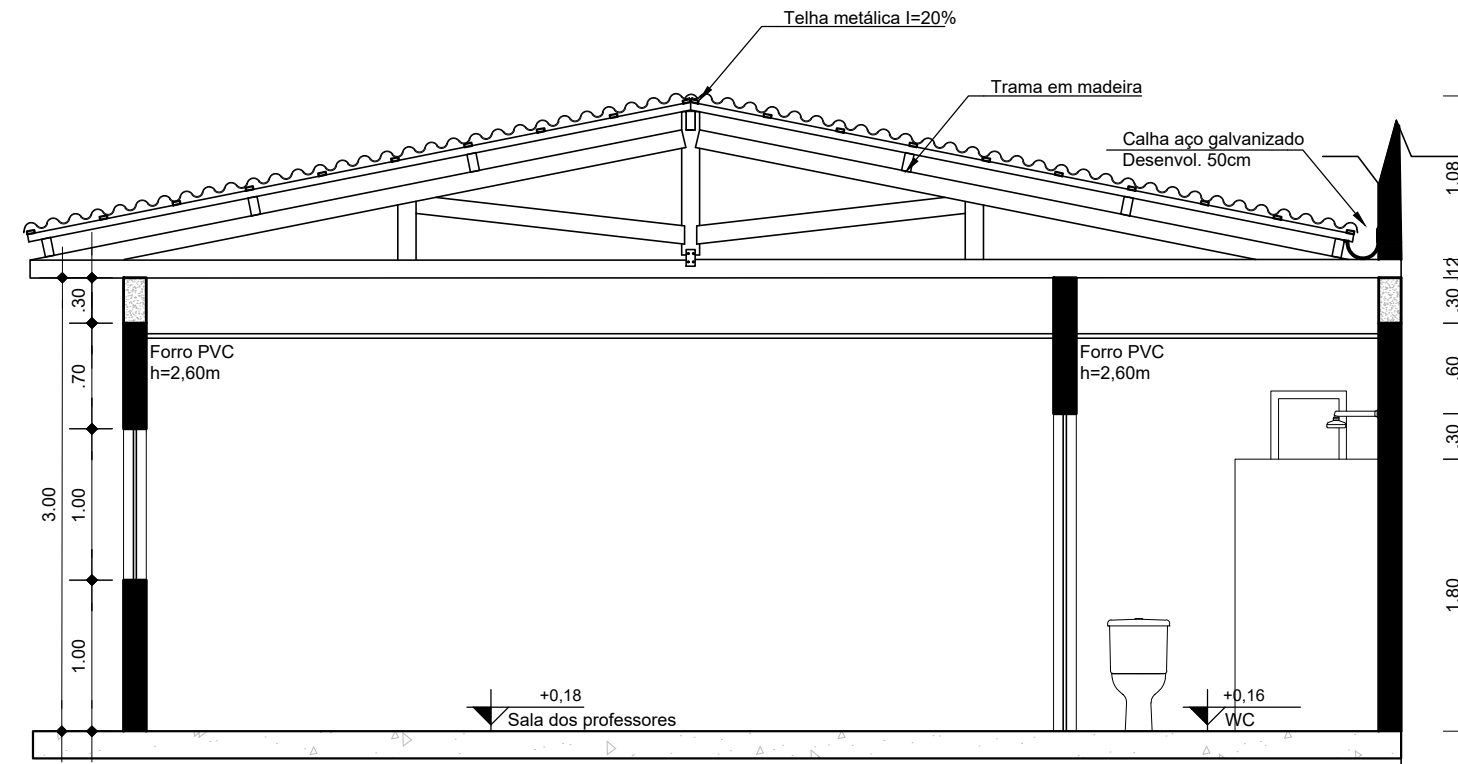 Telha metálica I=20%
Trama em madeira
Calha aço galvanizado
Desenvol. 50cm
1.08
12
.30
.30
Forro PVC
h=2,60m
Forro PVC
h=2,60m
.70
.60
.30
3.00
1.00
1.80
1.00
+0,18
Sala dos professores
+0,16
WC